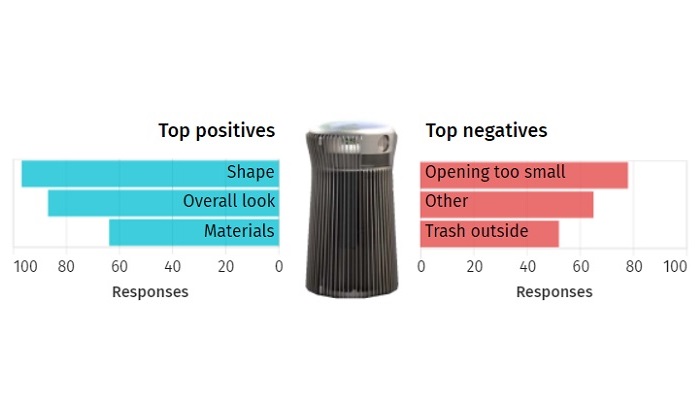 Top positives
Shape
Overall look
Materials
100 80 60 40 20 0
Responses
Top negatives
Opening too small
Other
Trash outside
0 20 40 60 80 100
Responses